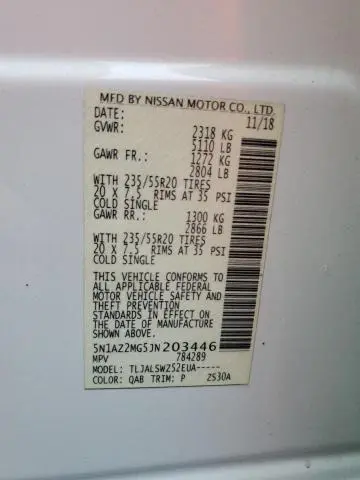 MFD BY NISSAN MOTOR CO., LTD.
DATE: 11/18
GVWR: 2318 KG
5110 LB
GAWR FR.: 1272 KG
2804 LB
WITH 235/55R20 TIRES
20 X 7.5 RIMS AT 35 PSI
COLD SINGLE
GAWR RR.: 1300 KG
2866 LB
WITH 235/55R20 TIRES
20 X 7.5 RIMS AT 35 PSI
COLD SINGLE
THIS VEHICLE CONFORMS TO
ALL APPLICABLE FEDERAL
MOTOR VEHICLE SAFETY AND
THEFT PREVENTION
STANDARDS IN EFFECT ON THE
DATE OF MANUFACTURE
SHOWN ABOVE.
5N1AZ2MG5JN203446
MPV 784289
MODEL: TLJALSWZ52EUA-----
COLOR: QAB TRIM: P ZS30A